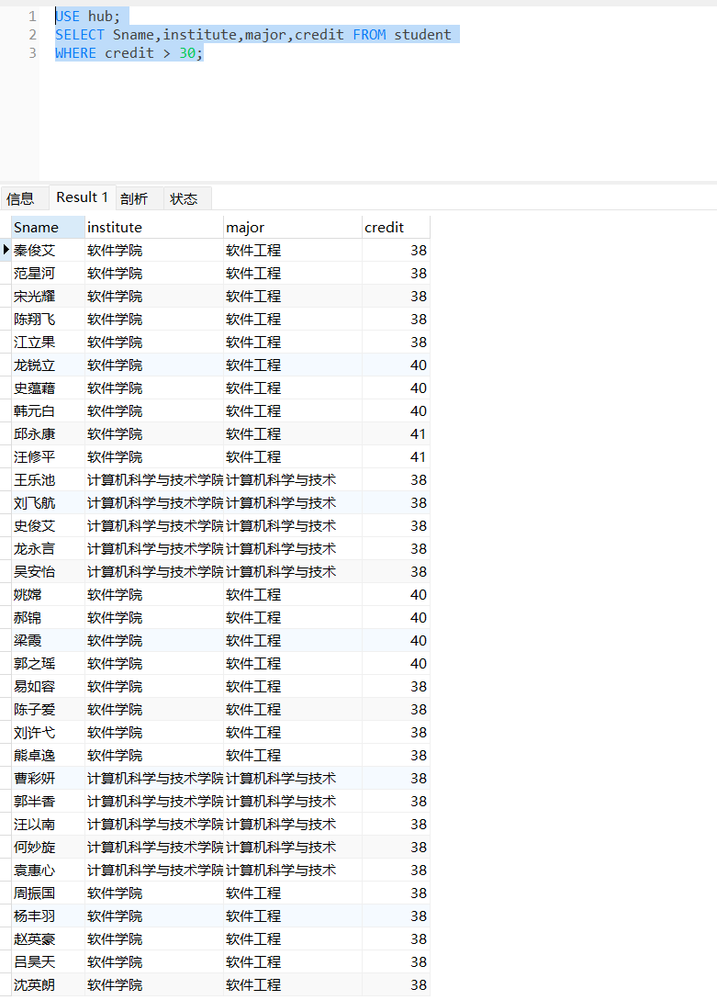 1 USE hub;
2 SELECT Sname,institute,major,credit FROM student
3 WHERE credit > 30;
信息 Result 1 剖析 状态
Sname institute major credit
秦俊艾 软件学院 软件工程 38
范星河 软件学院 软件工程 38
宋光耀 软件学院 软件工程 38
陈翔飞 软件学院 软件工程 38
江立果 软件学院 软件工程 38
龙锐立 软件学院 软件工程 40
史蕴藉 软件学院 软件工程 40
韩元白 软件学院 软件工程 40
邱永康 软件学院 软件工程 41
汪修平 软件学院 软件工程 41
王乐池 计算机科学与技术学院 计算机科学与技术 38
刘飞航 计算机科学与技术学院 计算机科学与技术 38
史俊艾 计算机科学与技术学院 计算机科学与技术 38
龙永言 计算机科学与技术学院 计算机科学与技术 38
吴安怡 计算机科学与技术学院 计算机科学与技术 38
姚嫦 软件学院 软件工程 40
郝锦 软件学院 软件工程 40
梁霞 软件学院 软件工程 40
郭之瑶 软件学院 软件工程 40
易如容 软件学院 软件工程 38
陈子爱 软件学院 软件工程 38
刘许弋 软件学院 软件工程 38
熊卓逸 软件学院 软件工程 38
曹彩妍 计算机科学与技术学院 计算机科学与技术 38
郭半香 计算机科学与技术学院 计算机科学与技术 38
汪以南 计算机科学与技术学院 计算机科学与技术 38
何妙旋 计算机科学与技术学院 计算机科学与技术 38
袁惠心 计算机科学与技术学院 计算机科学与技术 38
周振国 软件学院 软件工程 38
杨丰羽 软件学院 软件工程 38
赵英豪 软件学院 软件工程 38
吕昊天 软件学院 软件工程 38
沈英朗 软件学院 软件工程 38